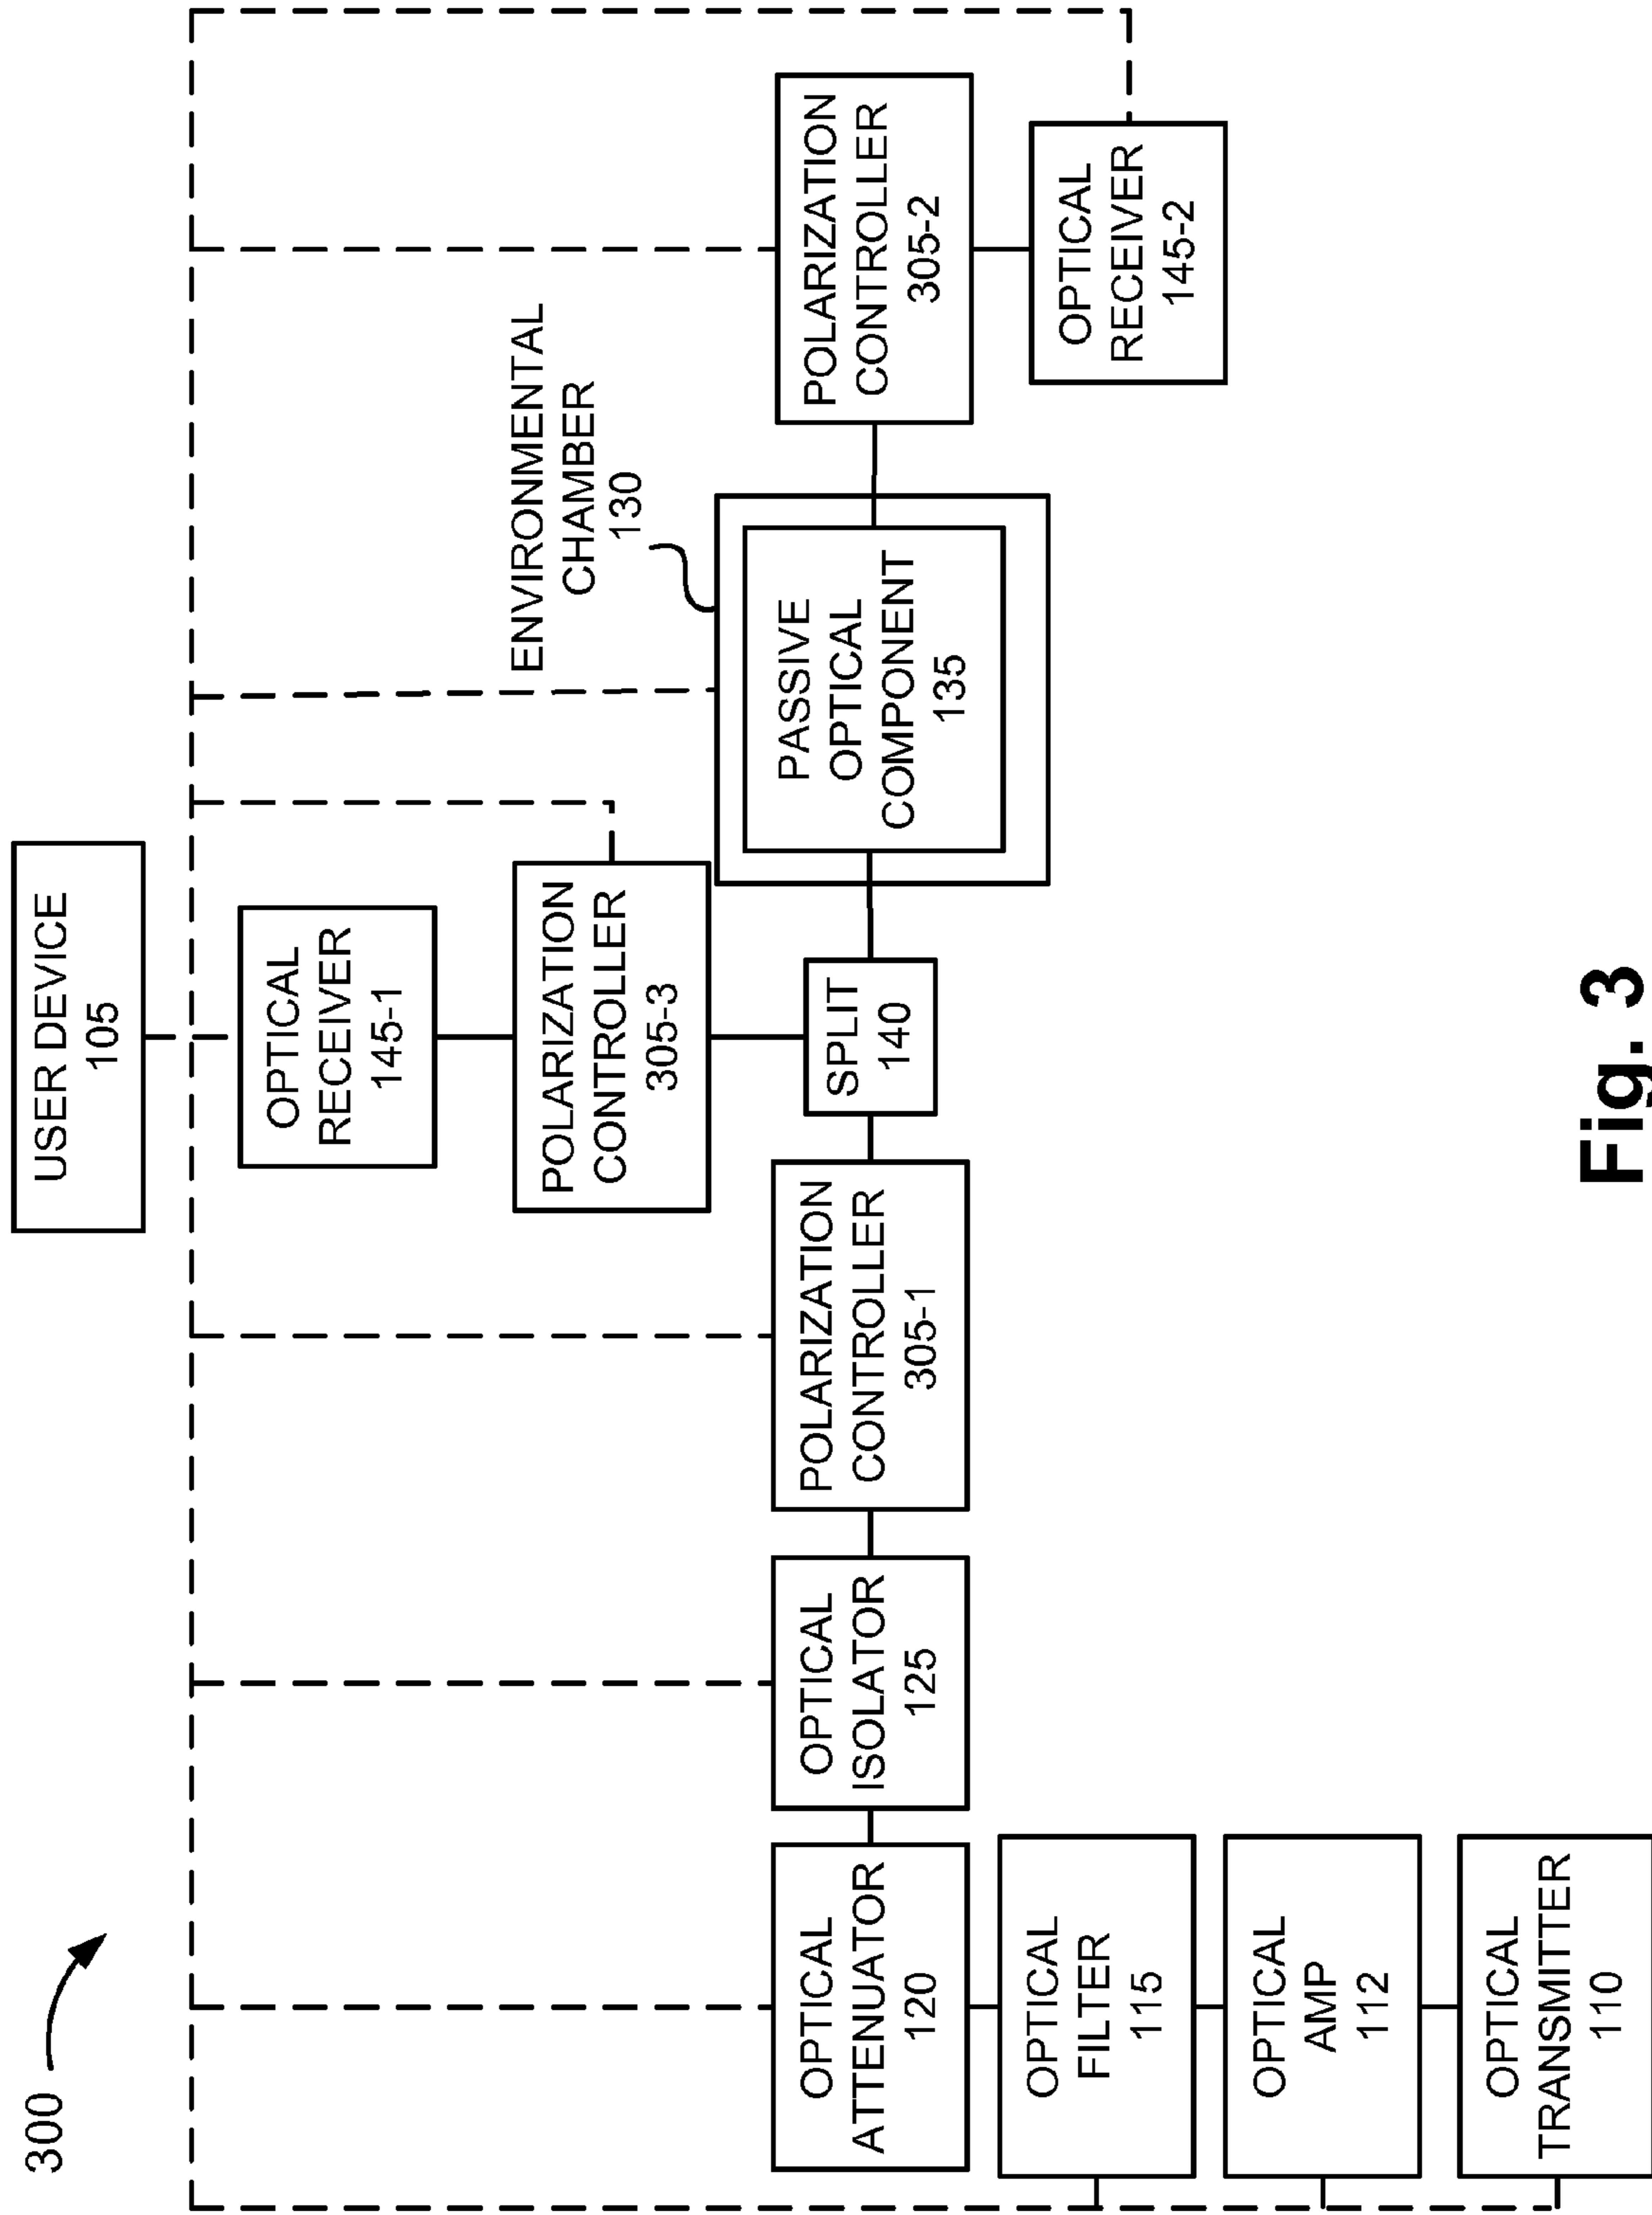 300
USER DEVICE
105
OPTICAL
RECEIVER
145-1
POLARIZATION
CONTROLLER
305-3
ENVIRONMENTAL
CHAMBER
130
OPTICAL
ATTENUATOR
120
OPTICAL
ISOLATOR
125
POLARIZATION
CONTROLLER
305-1
SPLIT
140
PASSIVE
OPTICAL
COMPONENT
135
POLARIZATION
CONTROLLER
305-2
OPTICAL
RECEIVER
145-2
OPTICAL
FILTER
115
OPTICAL
AMP
112
OPTICAL
TRANSMITTER
110
Fig. 3